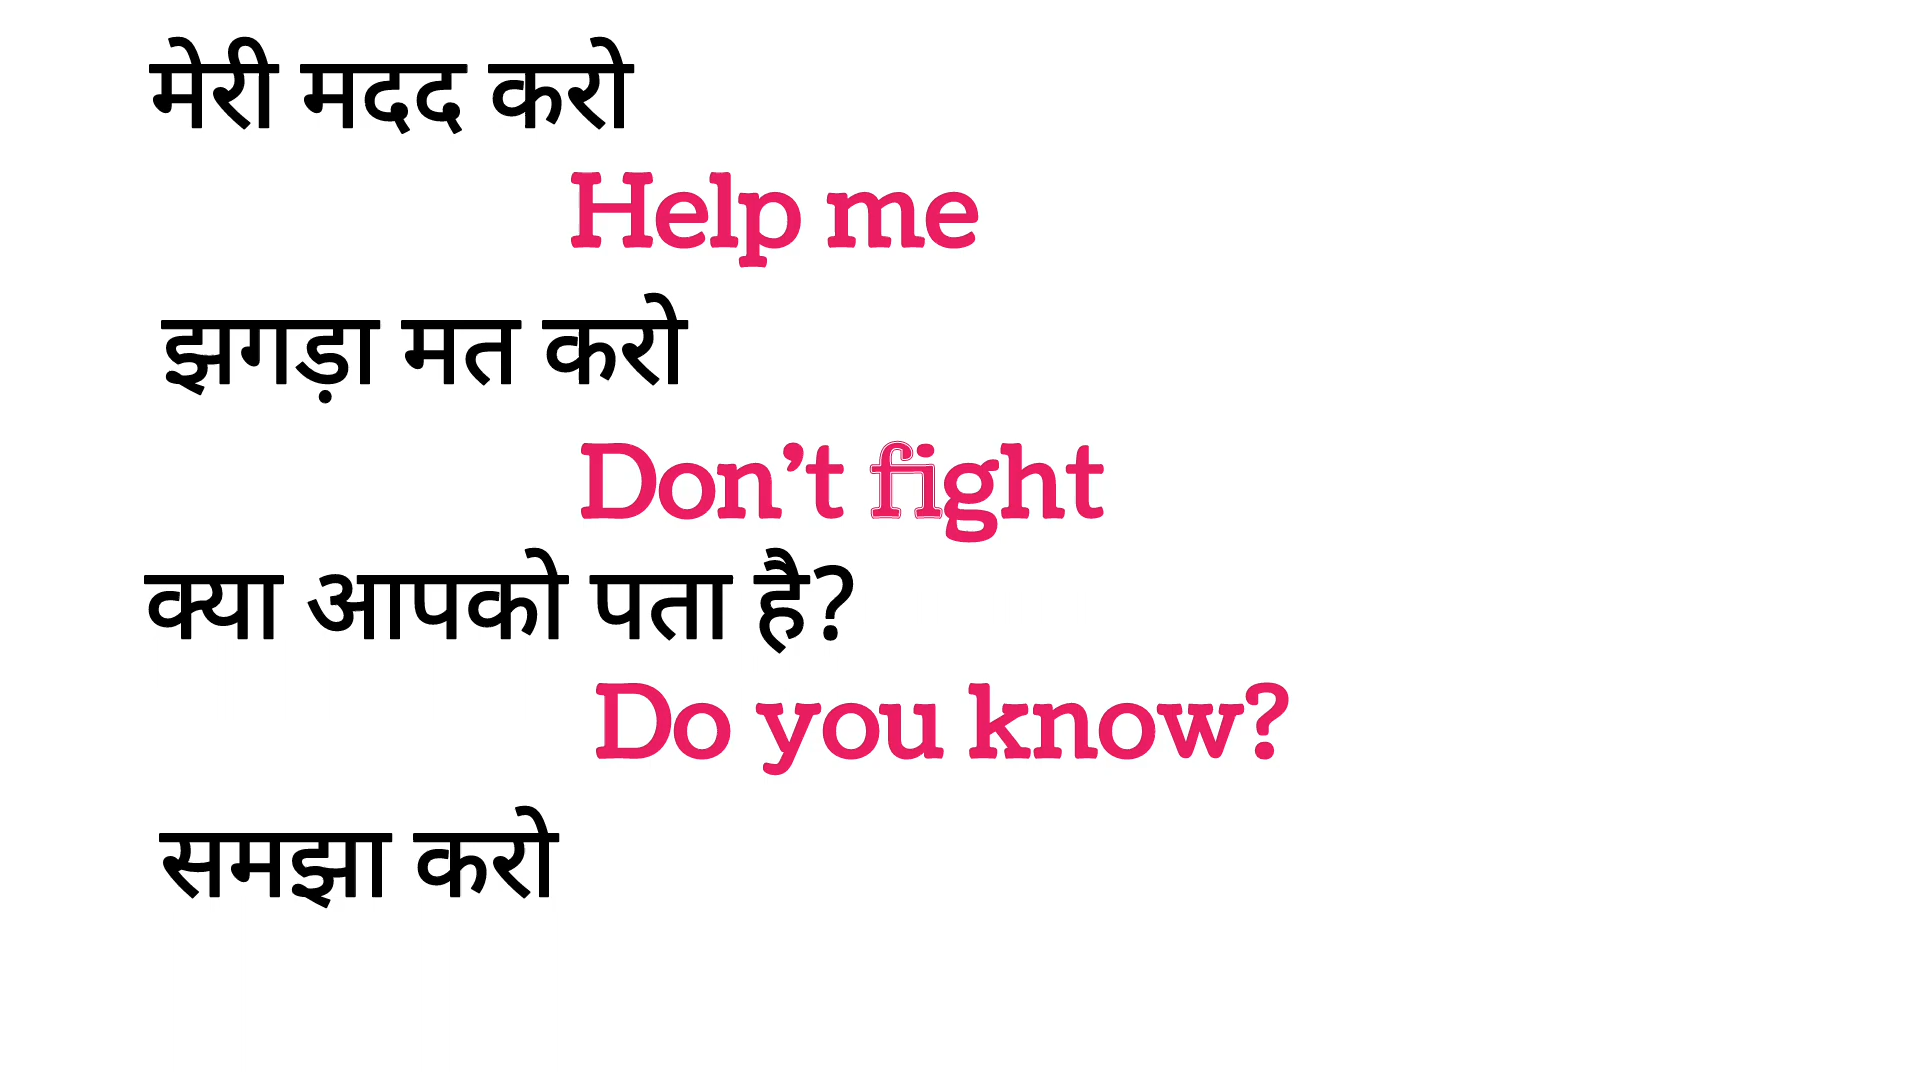 मेरी मदद करो
Help me
झगड़ा मत करो
Don’t fight
क्या आपको पता है?
Do you know?
समझा करो